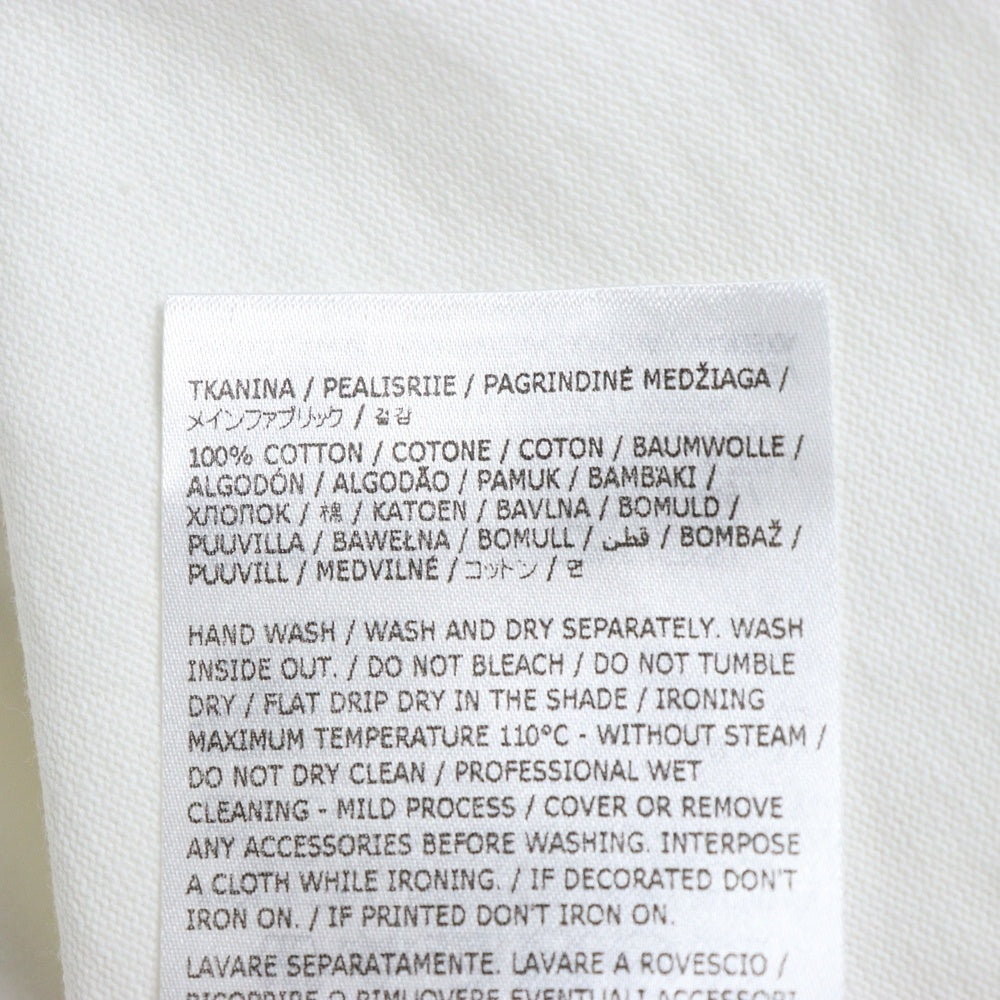 TKANINA / PEALISRIIE / PAGRINDINĖ MEDŽIAGA /
メインファブリック / 겉감
100% COTTON / COTONE / COTON / BAUMWOLLE /
ALGODÓN / ALGODÃO / PAMUK / BAMBAKI /
ХЛОПОК / 棉 / KATOEN / BAVLNA / BOMULD /
PUUVILLA / BAWEŁNA / BOMULL / قطن / BOMBAŽ /
PUUVILL / MEDVILNĖ / コットン / 면
HAND WASH / WASH AND DRY SEPARATELY. WASH
INSIDE OUT. / DO NOT BLEACH / DO NOT TUMBLE
DRY / FLAT DRIP DRY IN THE SHADE / IRONING
MAXIMUM TEMPERATURE 110°C - WITHOUT STEAM /
DO NOT DRY CLEAN / PROFESSIONAL WET
CLEANING - MILD PROCESS / COVER OR REMOVE
ANY ACCESSORIES BEFORE WASHING. INTERPOSE
A CLOTH WHILE IRONING. / IF DECORATED DON'T
IRON ON. / IF PRINTED DON'T IRON ON.
LAVARE SEPARATAMENTE. LAVARE A ROVESCIO /
RICOPRIRE O RIMUOVERE EVENTUALI ACCESSORI